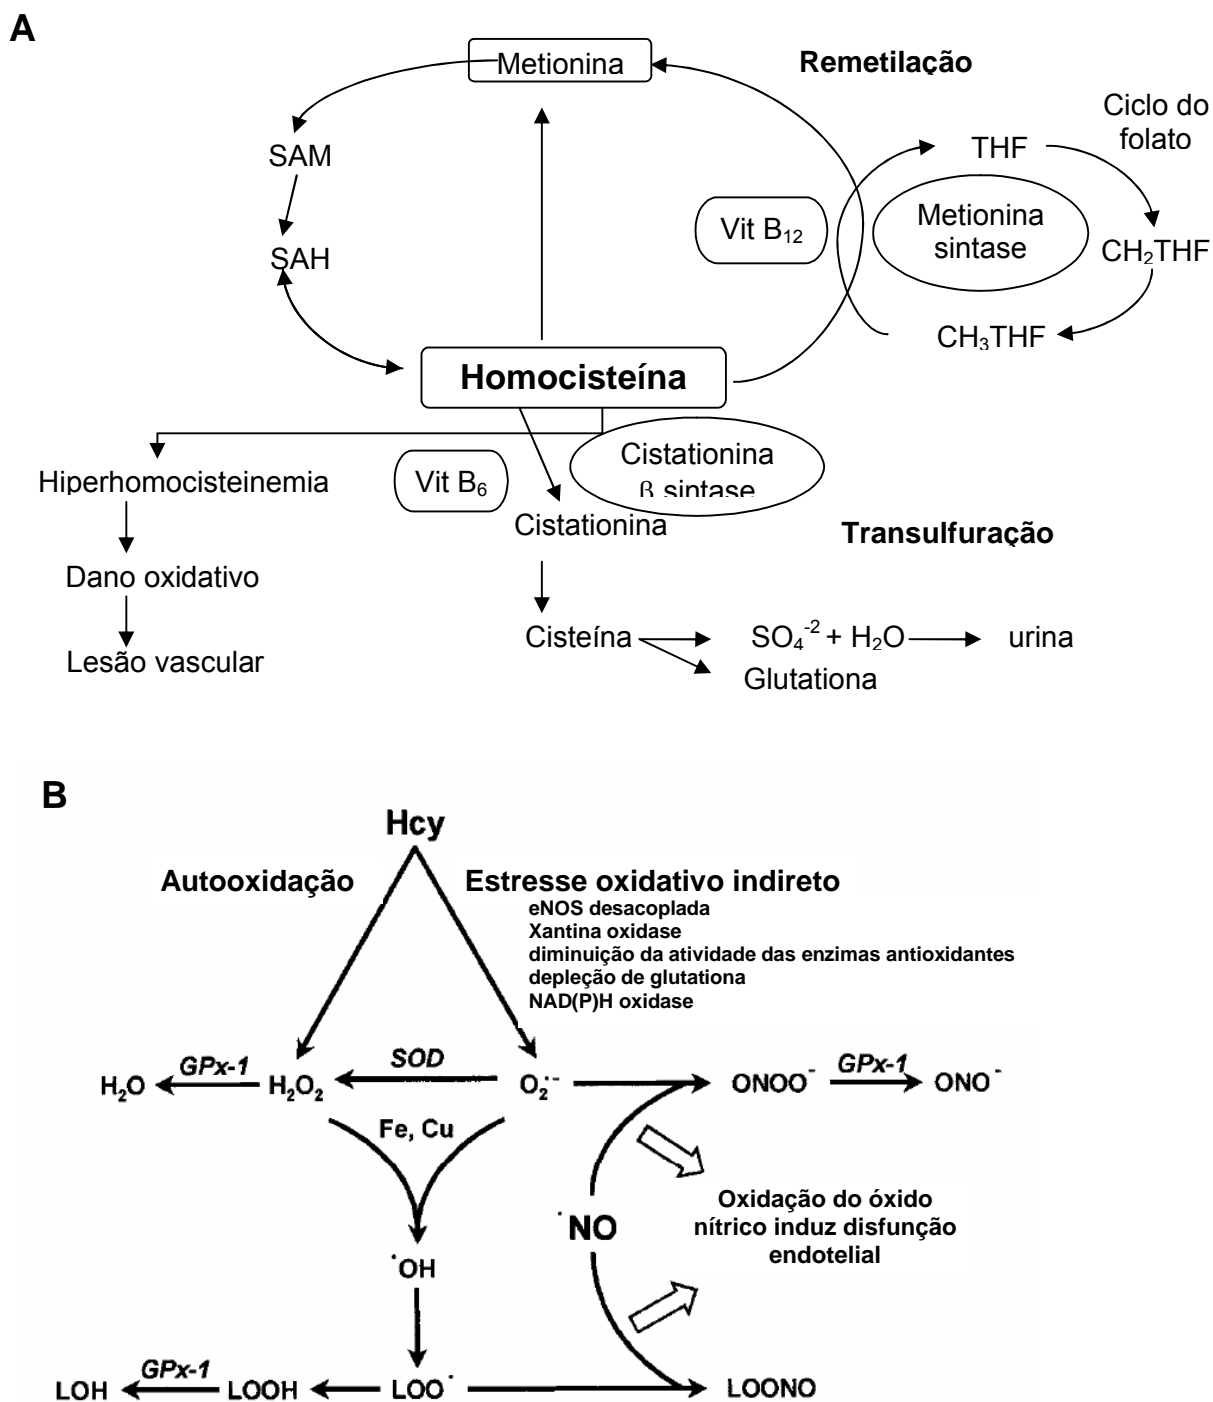 A
Metionina
Remetilação
Ciclo do
folato
SAM
THF
Vit B12
Metionina
sintase
CH2THF
SAH
CH3THF
Homocisteína
Hiperhomocisteinemia
Vit B6
Cistationina
ß sintase
Cistationina
Transulfuração
Dano oxidativo
Cisteína
SO4-2 + H2O
urina
Lesão vascular
Glutationa
B
Hcy
Autooxidação
Estresse oxidativo indireto
eNOS desacoplada
Xantina oxidase
diminuição da atividade das enzimas antioxidantes
depleção de glutationa
NAD(P)H oxidase
H2O
GPx-1
H2O2
SOD
O2·-
ONOO-
GPx-1
ONO-
Fe, Cu
·NO
Oxidação do óxido
nítrico induz disfunção
endotelial
·OH
LOH
GPx-1
LOOH
LOO·
LOONO